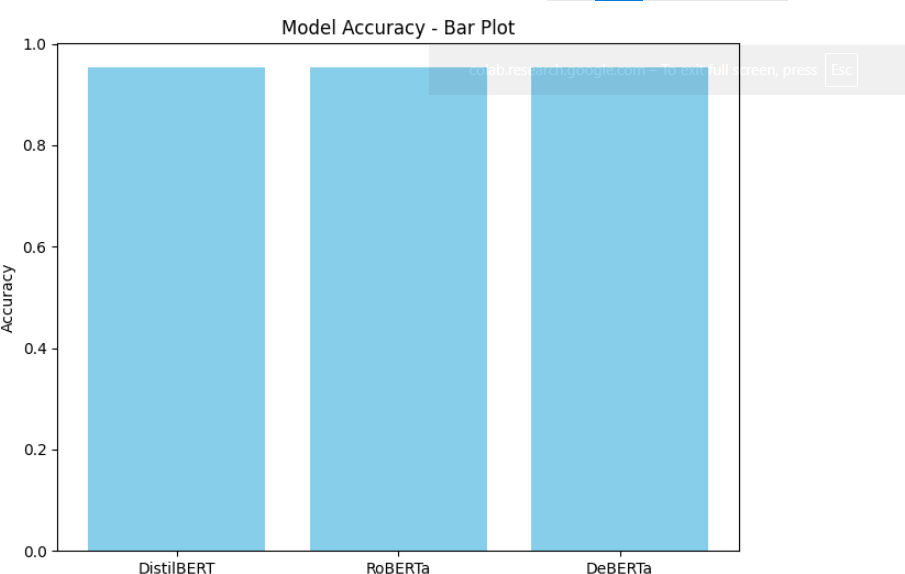 Model Accuracy - Bar Plot
colab.research.google.com – To exit full screen, press Esc
1.0
0.8
0.6
0.4
0.2
0.0
Accuracy
DistilBERT RoBERTa DeBERTa